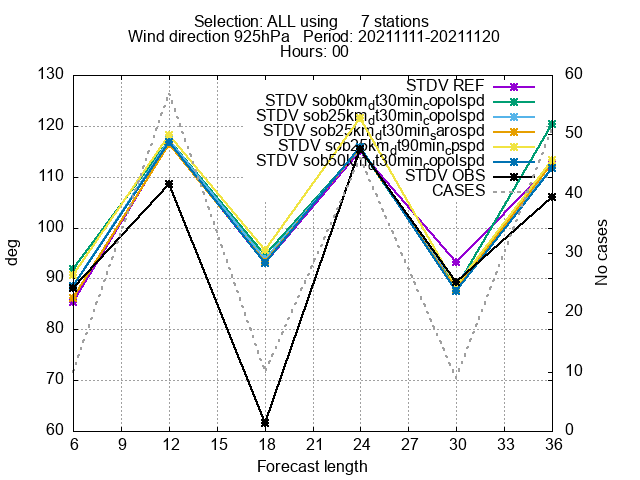 Selection: ALL using 7 stations
Wind direction 925hPa Period: 20211111-20211120
Hours: 00
STDV REF
STDV sob0km_dt30min_copolspd
STDV sob25km_dt30min_copolspd
STDV sob25km_dt30min_sarospd
STDV sob25km_dt90min_cpspd
STDV sob50km_dt30min_copolspd
STDV OBS
CASES
130
120
110
100
90
80
70
60
deg
60
50
40
30
20
10
0
No cases
6 9 12 15 18 21 24 27 30 33 36
Forecast length